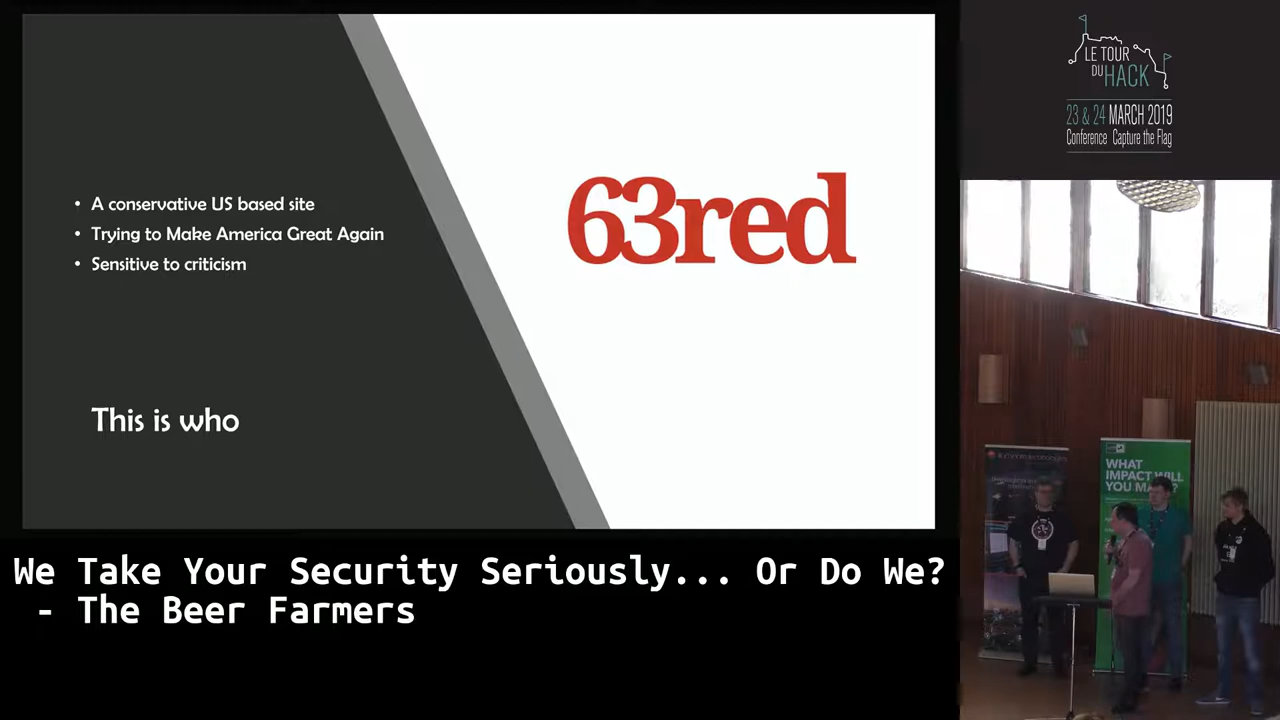 • A conservative US based site
• Trying to Make America Great Again
• Sensitive to criticism
This is who
63red
We Take Your Security Seriously... Or Do We?
- The Beer Farmers
LE TOUR
DU HACK
23 & 24 MARCH 2019
Conference Capture the Flag
WHAT
IMPACT WILL
YOU